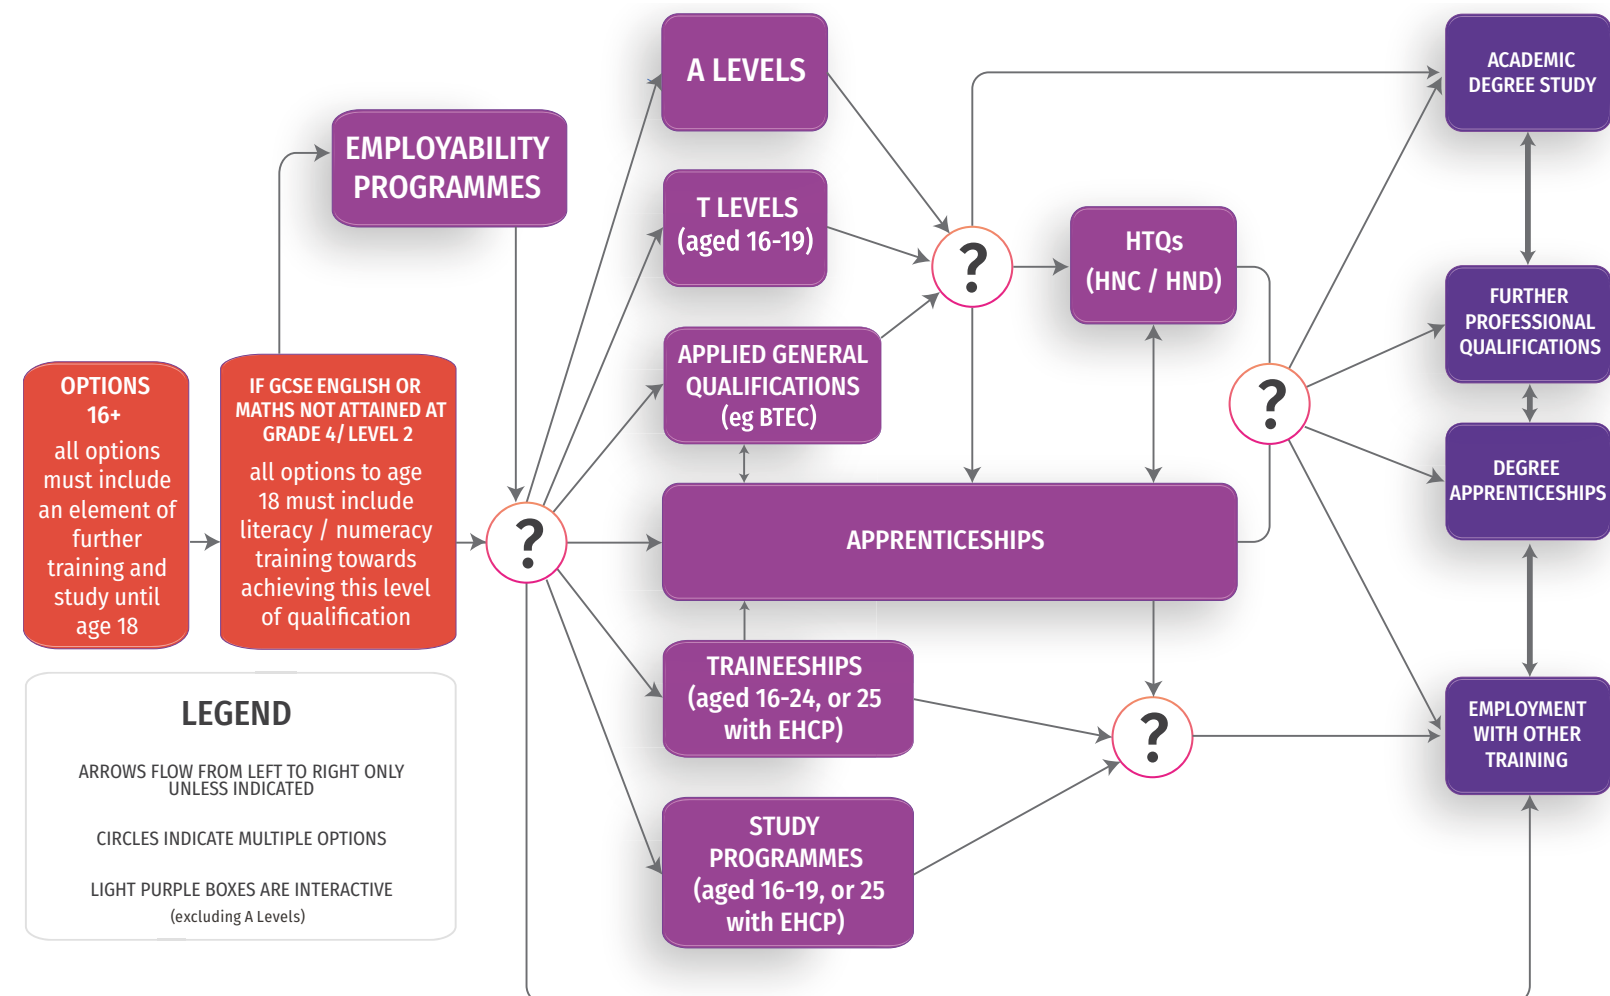 A LEVELS
ACADEMIC
DEGREE STUDY
EMPLOYABILITY
PROGRAMMES
T LEVELS
(aged 16-19)
?
HTQs
(HNC / HND)
FURTHER
PROFESSIONAL
QUALIFICATIONS
APPLIED GENERAL
QUALIFICATIONS
(eg BTEC)
?
OPTIONS
16+
all options
must include
an element of
further
training and
study until
age 18
IF GCSE ENGLISH OR
MATHS NOT ATTAINED AT
GRADE 4/ LEVEL 2
all options to age
18 must include
literacy / numeracy
training towards
achieving this level
of qualification
?
APPRENTICESHIPS
DEGREE
APPRENTICESHIPS
TRAINEESHIPS
(aged 16-24, or 25
with EHCP)
?
EMPLOYMENT
WITH OTHER
TRAINING
STUDY
PROGRAMMES
(aged 16-19, or 25
with EHCP)
LEGEND
ARROWS FLOW FROM LEFT TO RIGHT ONLY
UNLESS INDICATED
CIRCLES INDICATE MULTIPLE OPTIONS
LIGHT PURPLE BOXES ARE INTERACTIVE
(excluding A Levels)